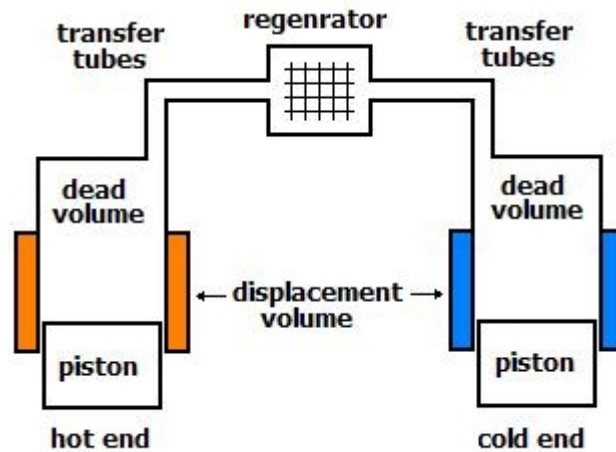 regenrator
transfer
tubes
transfer
tubes
dead
volume
dead
volume
displacement
volume
piston
piston
hot end
cold end